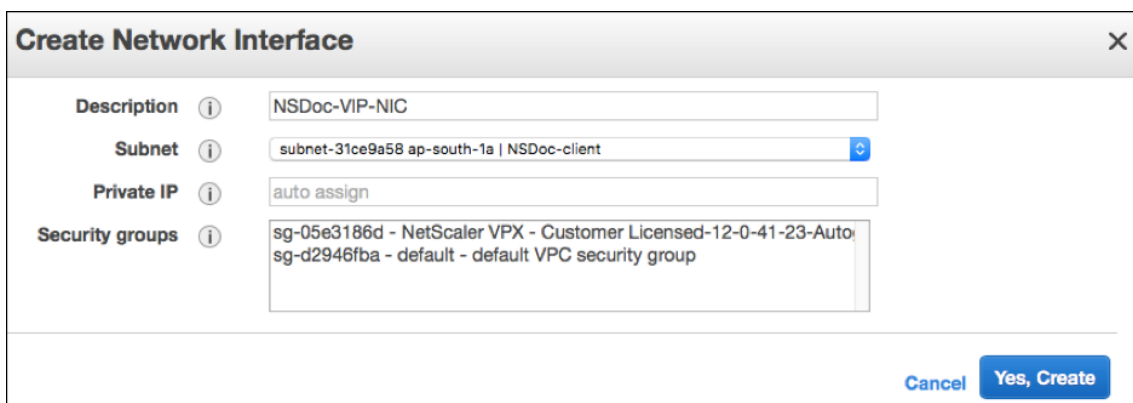 Create Network Interface
Description NSDoc-VIP-NIC
Subnet subnet-31ce9a58 ap-south-1a | NSDoc-client
Private IP auto assign
Security groups sg-05e3186d - NetScaler VPX - Customer Licensed-12-0-41-23-Autog
sg-d2946fba - default - default VPC security group
Cancel Yes, Create